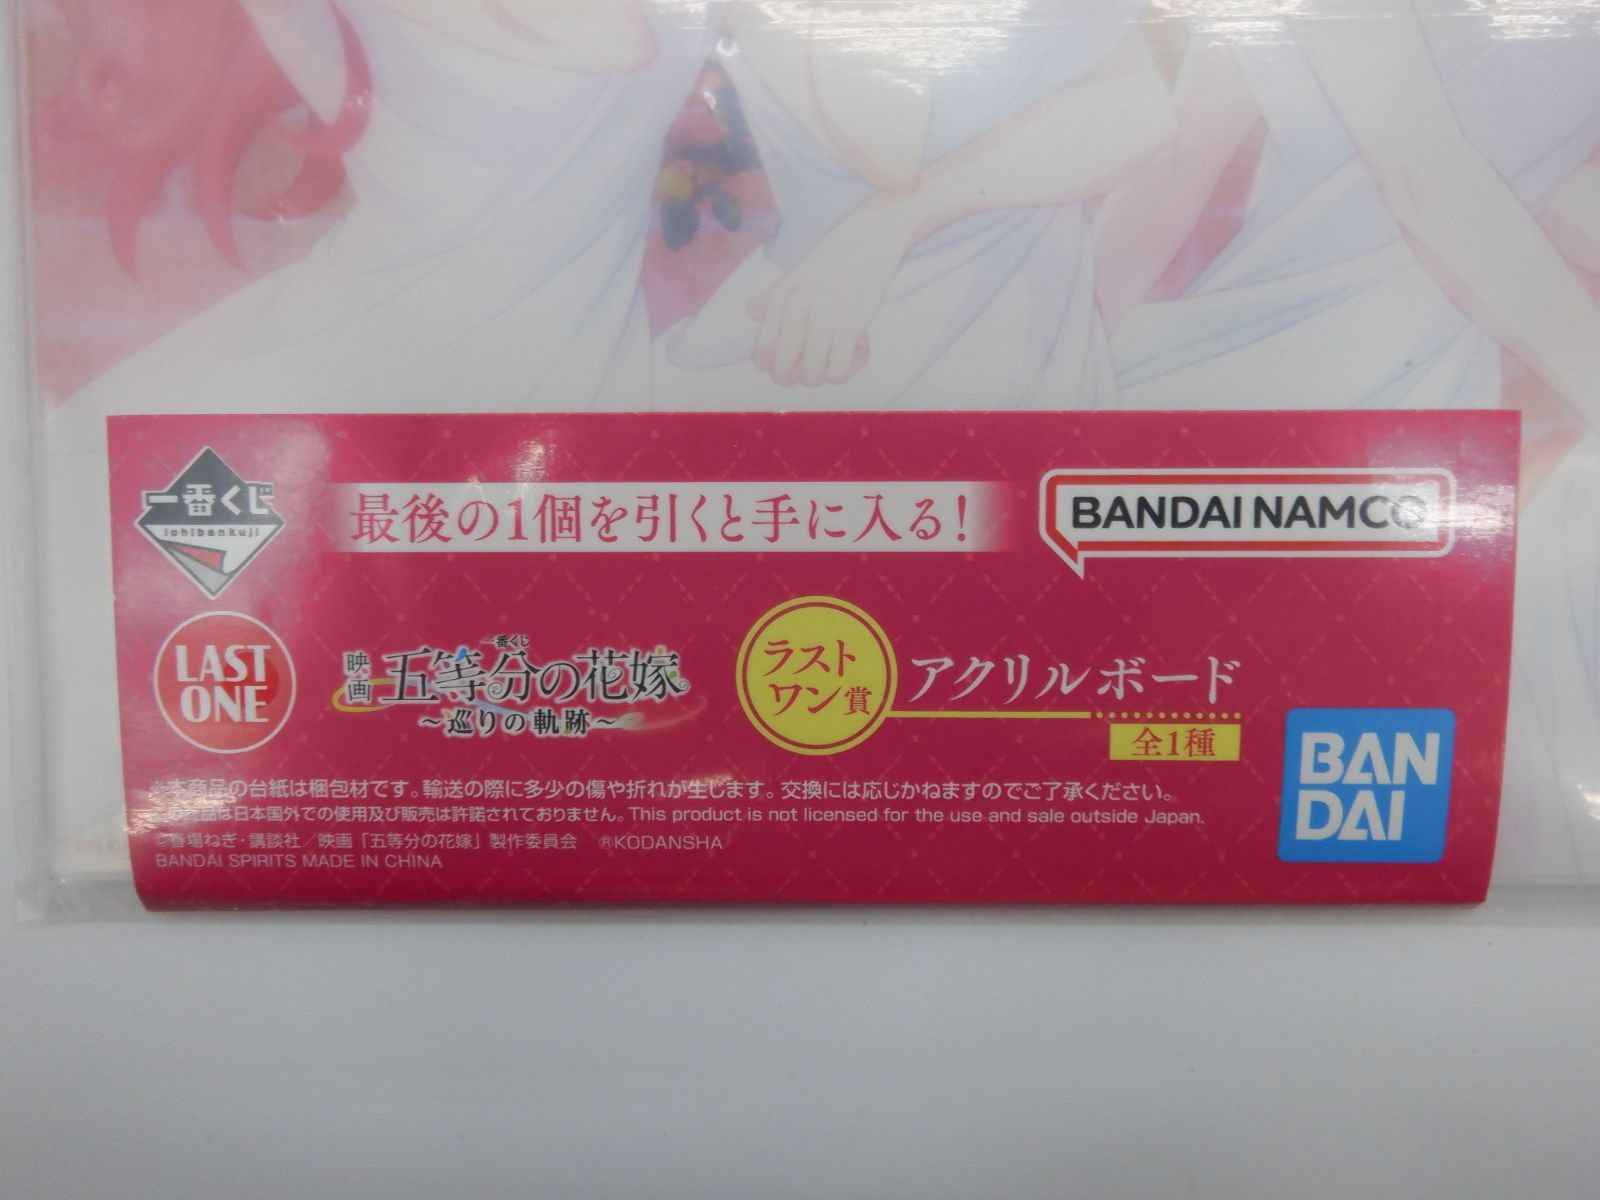 一番くじ
ichibankuji
最後の1個を引くと手に入る!
BANDAI NAMCO
LAST
ONE
一番くじ
映画 五等分の花嫁
～巡りの軌跡～
ラスト
ワン賞
アクリルボード
全1種
BAN
DAI
※本商品の台紙は梱包材です。輸送の際に多少の傷や折れが生じます。交換には応じかねますのでご了承ください。
商品は日本国外での使用及び販売は許諾されておりません。This product is not licensed for the use and sale outside Japan.
©春場ねぎ・講談社／映画「五等分の花嫁」製作委員会 ®KODANSHA
BANDAI SPIRITS MADE IN CHINA